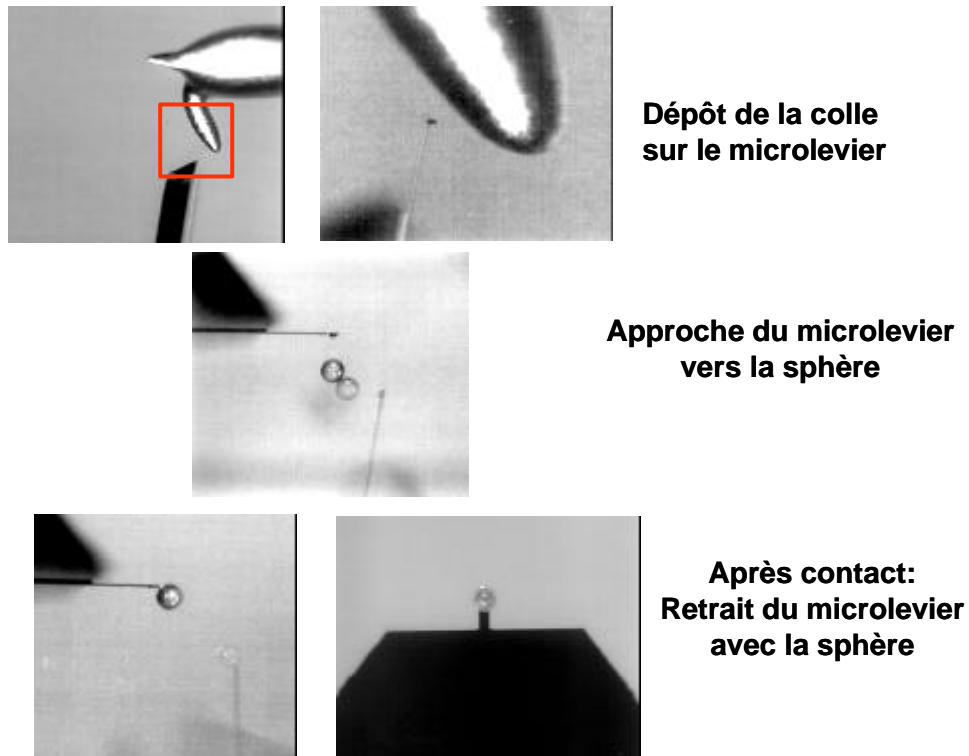 Dépôt de la colle
sur le microlevier
Approche du microlevier
vers la sphère
Après contact:
Retrait du microlevier
avec la sphère